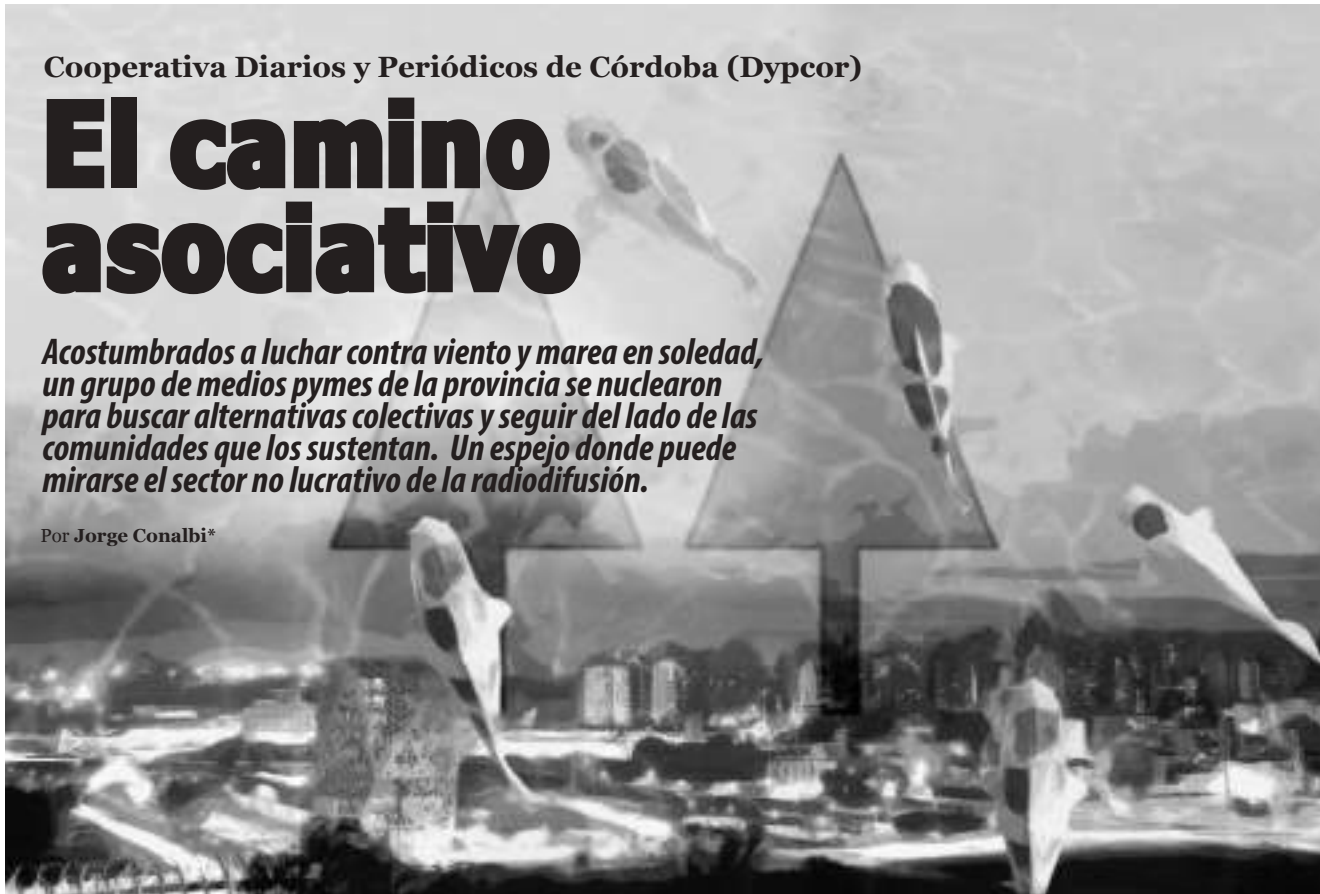 Cooperativa Diarios y Periódicos de Córdoba (Dypcor)
El camino
asociativo
Acostumbrados a luchar contra viento y marea en soledad,
un grupo de medios pymes de la provincia se nuclearon
para buscar alternativas colectivas y seguir del lado de las
comunidades que los sustentan. Un espejo donde puede
mirarse el sector no lucrativo de la radiodifusión.
Por Jorge Conalbi*